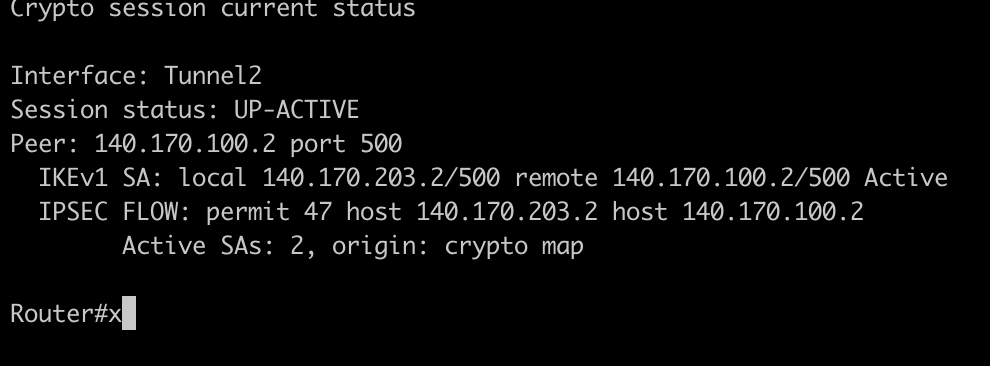 Crypto session current status
Interface: Tunnel2
Session status: UP-ACTIVE
Peer: 140.170.100.2 port 500
IKEv1 SA: local 140.170.203.2/500 remote 140.170.100.2/500 Active
IPSEC FLOW: permit 47 host 140.170.203.2 host 140.170.100.2
Active SAs: 2, origin: crypto map
Router#x